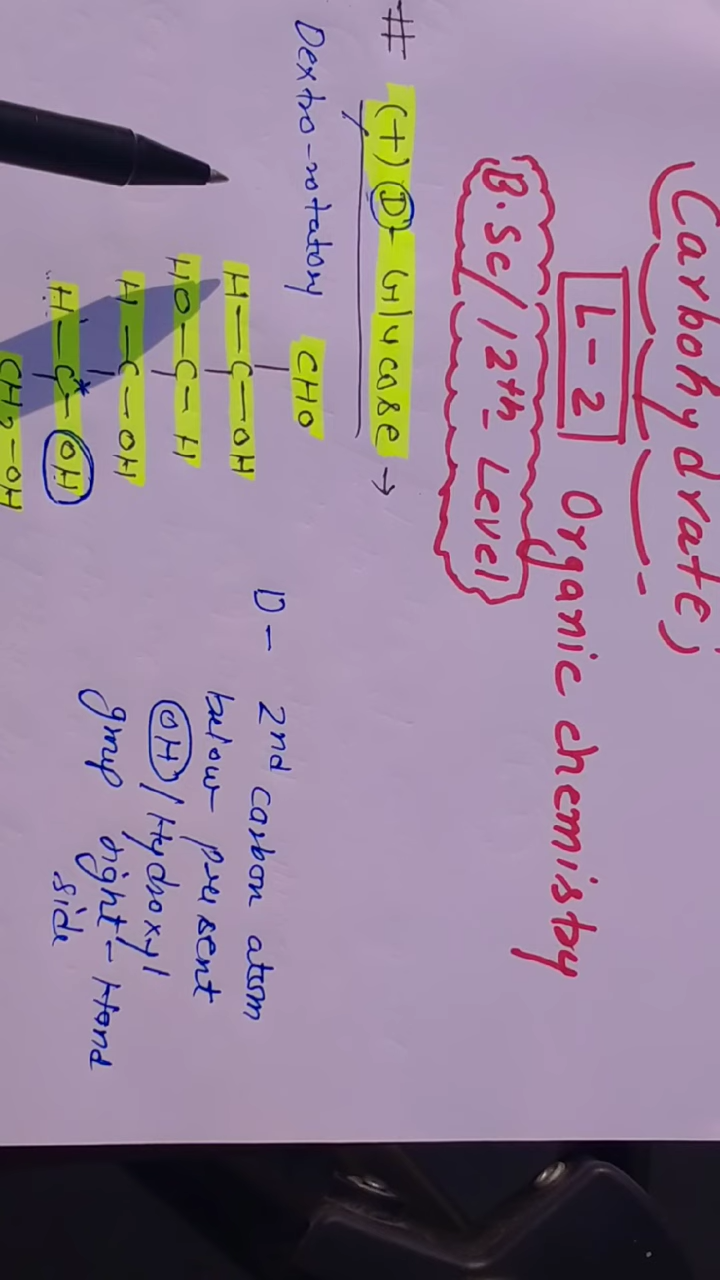 (Carbohydrate)
L-2 Organic chemistry
B.Sc/12th Level
# (+) D- Glucose →
Dextro-rotatory
CHO
H-C-OH
HO-C-H
H-C-OH
H-C*-OH
CH2-OH
D- 2nd carbon atom
below present
OH/Hydroxyl
group right-Hand
side